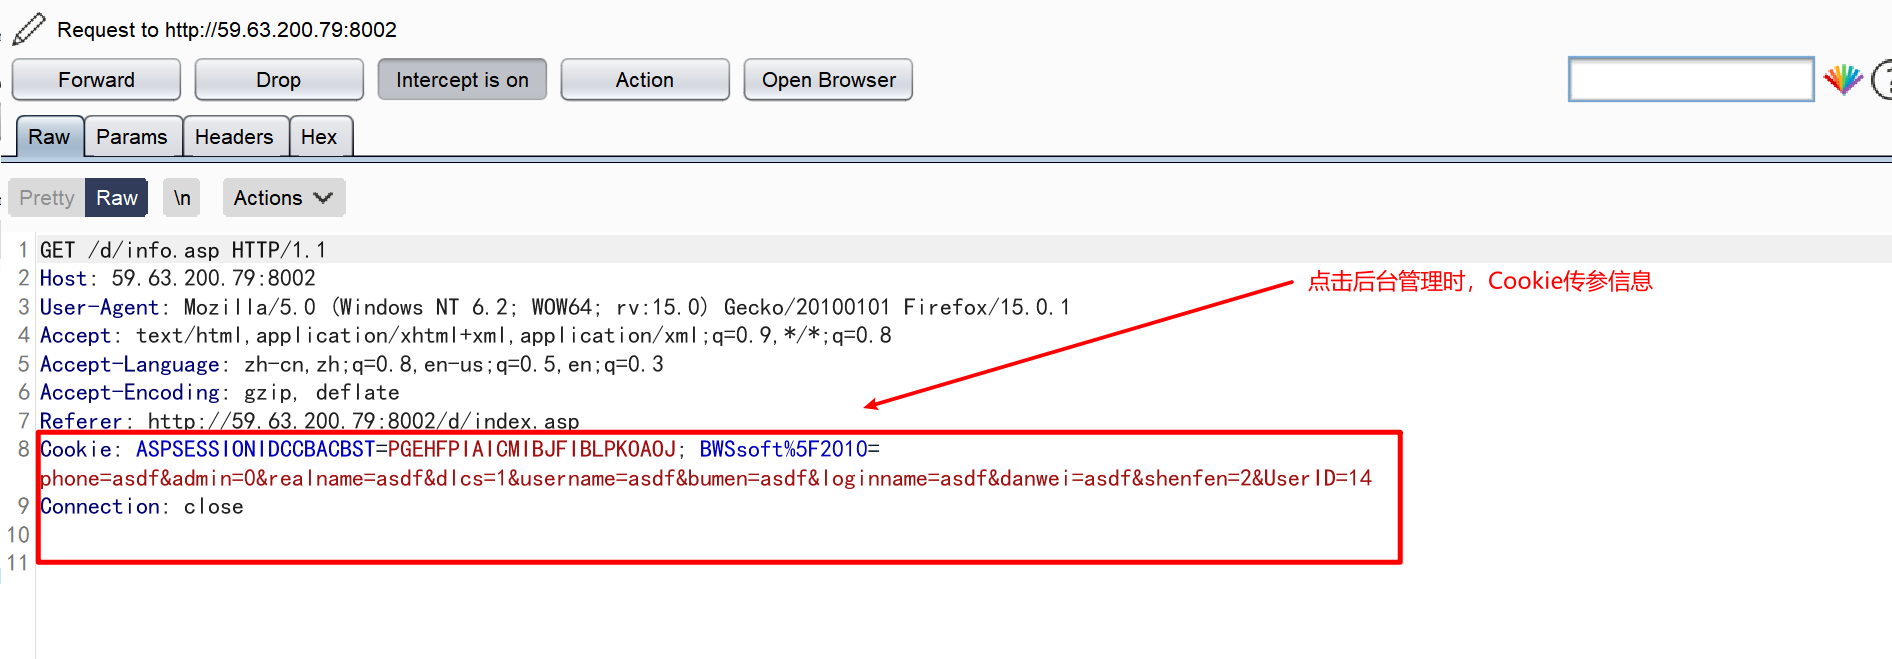 Request to http://59.63.200.79:8002
Forward Drop Intercept is on Action Open Browser
Raw Params Headers Hex
Pretty Raw \n Actions
1 GET /d/info.asp HTTP/1.1
2 Host: 59.63.200.79:8002
点击后台管理时，Cookie传参信息
3 User-Agent: Mozilla/5.0 (Windows NT 6.2; WOW64; rv:15.0) Gecko/20100101 Firefox/15.0.1
4 Accept: text/html,application/xhtml+xml,application/xml;q=0.9,*/*;q=0.8
5 Accept-Language: zh-cn,zh;q=0.8,en-us;q=0.5,en;q=0.3
6 Accept-Encoding: gzip, deflate
7 Referer: http://59.63.200.79:8002/d/index.asp
8 Cookie: ASPSESSIONIDCCBACBST=PGEHFPIAICMIBJFIBLPKOAOJ; BWSsoft%5F2010=
phone=asdf&admin=0&realname=asdf&dlcs=1&username=asdf&bumen=asdf&loginname=asdf&danwei=asdf&shenfen=2&UserID=14
9 Connection: close
10
11